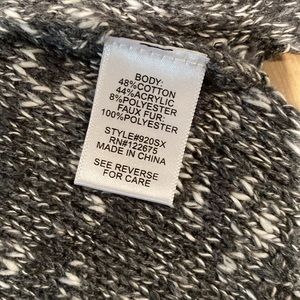 BODY:
48%COTTON
44%ACRYLIC
8%POLYESTER
FAUX FUR:
100%POLYESTER
STYLE#920SX
RN#122675
MADE IN CHINA
SEE REVERSE
FOR CARE